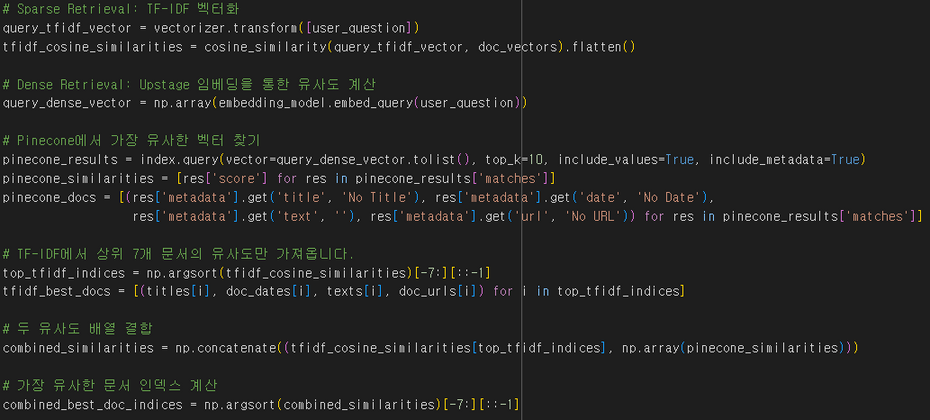 # Sparse Retrieval: TF-IDF 벡터화
query_tfidf_vector = vectorizer.transform([user_question])
tfidf_cosine_similarities = cosine_similarity(query_tfidf_vector, doc_vectors).flatten()
# Dense Retrieval: Upstage 임베딩을 통한 유사도 계산
query_dense_vector = np.array(embedding_model.embed_query(user_question))
# Pinecone에서 가장 유사한 벡터 찾기
pinecone_results = index.query(vector=query_dense_vector.tolist(), top_k=10, include_values=True, include_metadata=True)
pinecone_similarities = [res['score'] for res in pinecone_results['matches']]
pinecone_docs = [(res['metadata'].get('title', 'No Title'), res['metadata'].get('date', 'No Date'),
res['metadata'].get('text', ''), res['metadata'].get('url', 'No URL')) for res in pinecone_results['matches']]
# TF-IDF에서 상위 7개 문서의 유사도만 가져옵니다.
top_tfidf_indices = np.argsort(tfidf_cosine_similarities)[-7:][::-1]
tfidf_best_docs = [(titles[i], doc_dates[i], texts[i], doc_urls[i]) for i in top_tfidf_indices]
# 두 유사도 배열 결합
combined_similarities = np.concatenate((tfidf_cosine_similarities[top_tfidf_indices], np.array(pinecone_similarities)))
# 가장 유사한 문서 인덱스 계산
combined_best_doc_indices = np.argsort(combined_similarities)[-7:][::-1]